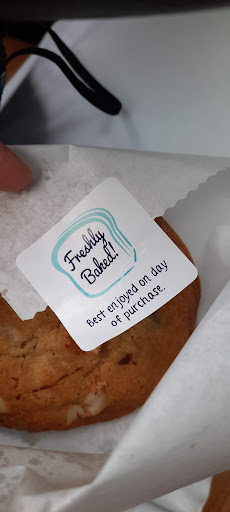 Freshly
Baked!
Best enjoyed on day
of purchase.